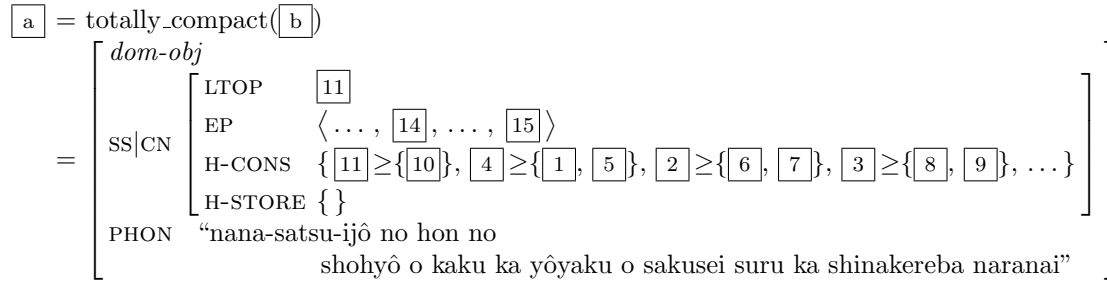 a = totally_compact( b )
= dom-obj
SS|CN
LTOP 11
EP ⟨ … , 14 , … , 15 ⟩
H-CONS { 11 ≥{ 10 }, 4 ≥{ 1 , 5 }, 2 ≥{ 6 , 7 }, 3 ≥{ 8 , 9 }, … }
H-STORE { }
PHON “nana-satsu-ijô no hon no
shohyô o kaku ka yôyaku o sakusei suru ka shinakereba naranai”